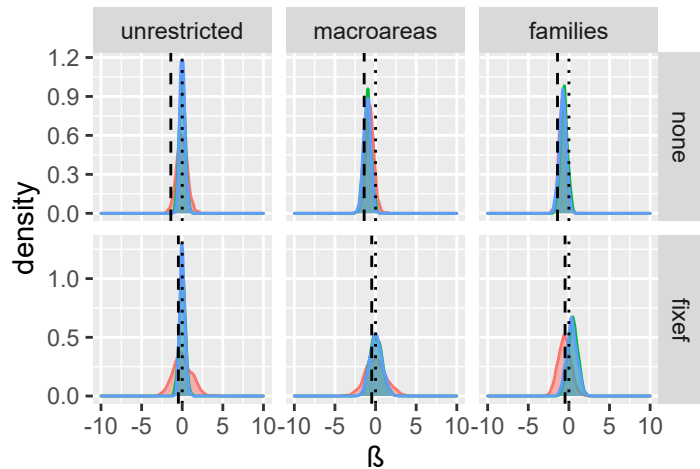 unrestricted macroareas families
1.2
0.9
0.6
0.3
0.0
none
density
1.0
0.5
0.0
fixef
-10 -5 0 5 10 -10 -5 0 5 10 -10 -5 0 5 10
ß